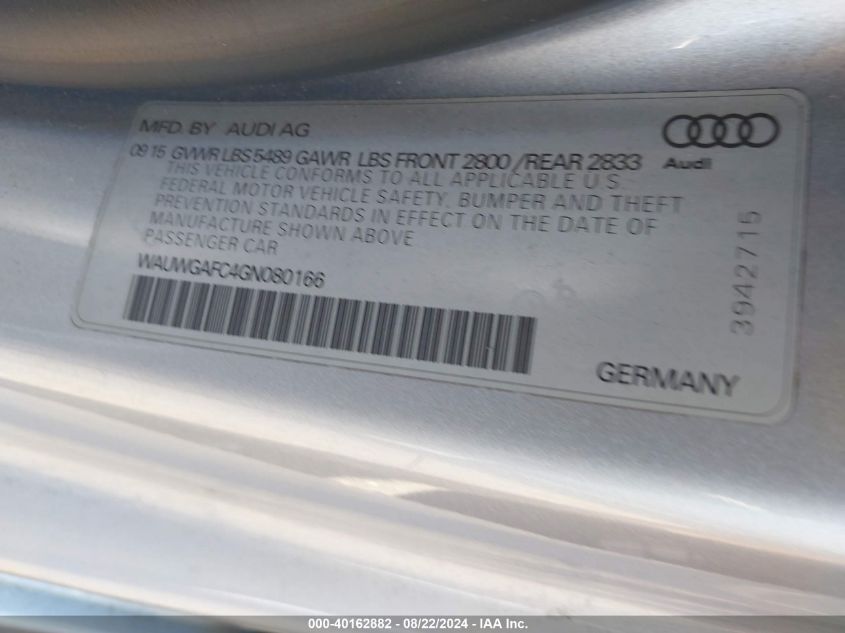 MFD. BY AUDI AG
Audi
09 15 GVWR LBS 5489 GAWR LBS FRONT 2800 /REAR 2833
THIS VEHICLE CONFORMS TO ALL APPLICABLE U.S.
FEDERAL MOTOR VEHICLE SAFETY, BUMPER AND THEFT
PREVENTION STANDARDS IN EFFECT ON THE DATE OF
MANUFACTURE SHOWN ABOVE
PASSENGER CAR
WAUWGAFC4GN080166
3942715
GERMANY
000-40162882 - 08/22/2024 - IAA Inc.